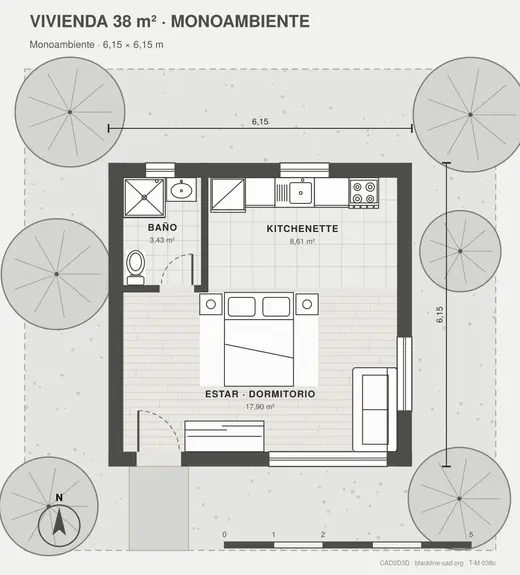 VIVIENDA 38 m² · MONOAMBIENTE
Monoambiente · 6,15 × 6,15 m
6,15
BAÑO
3,43 m²
KITCHENETTE
8,61 m²
6,15
ESTAR · DORMITORIO
17,90 m²
N
0 1 2 5
CAD2D3D · blackline-cad.org · T-M-038c